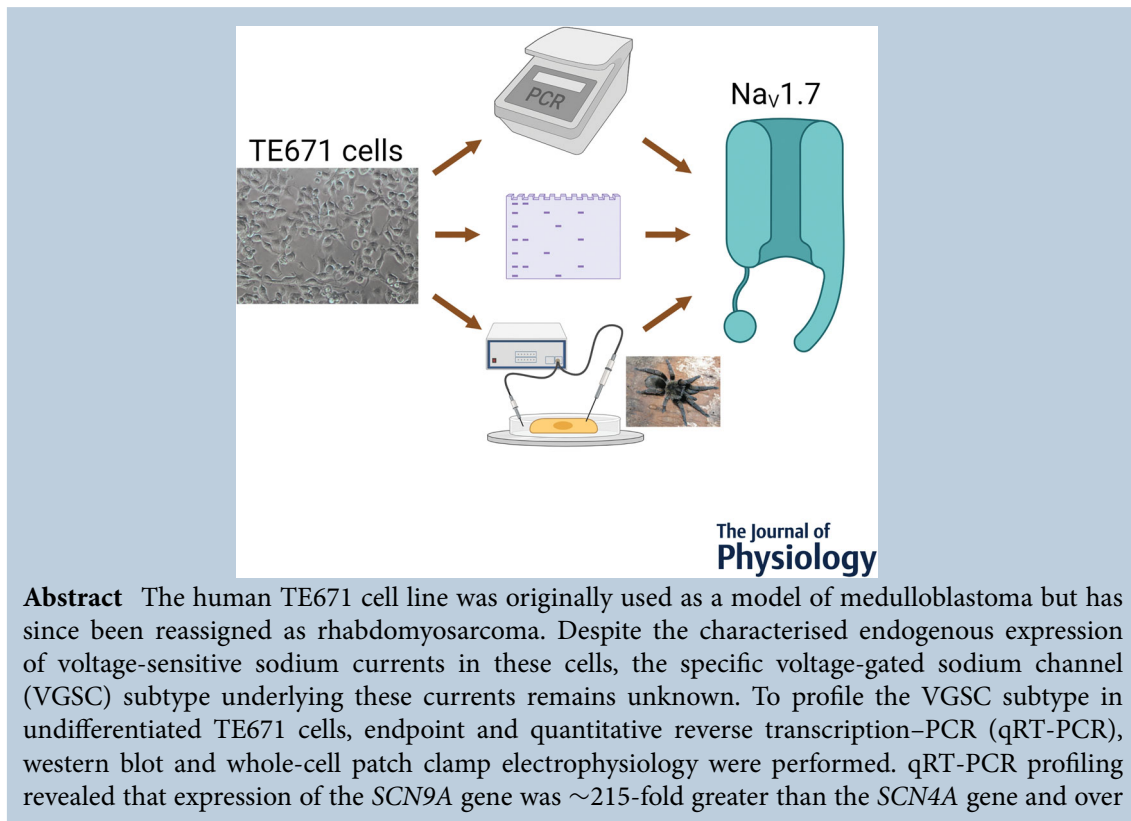 PCR
Na_V1.7
TE671 cells
The Journal of
Physiology
Abstract The human TE671 cell line was originally used as a model of medulloblastoma but has
since been reassigned as rhabdomyosarcoma. Despite the characterised endogenous expression
of voltage-sensitive sodium currents in these cells, the specific voltage-gated sodium channel
(VGSC) subtype underlying these currents remains unknown. To profile the VGSC subtype in
undifferentiated TE671 cells, endpoint and quantitative reverse transcription–PCR (qRT-PCR),
western blot and whole-cell patch clamp electrophysiology were performed. qRT-PCR profiling
revealed that expression of the SCN9A gene was ∼215-fold greater than the SCN4A gene and over